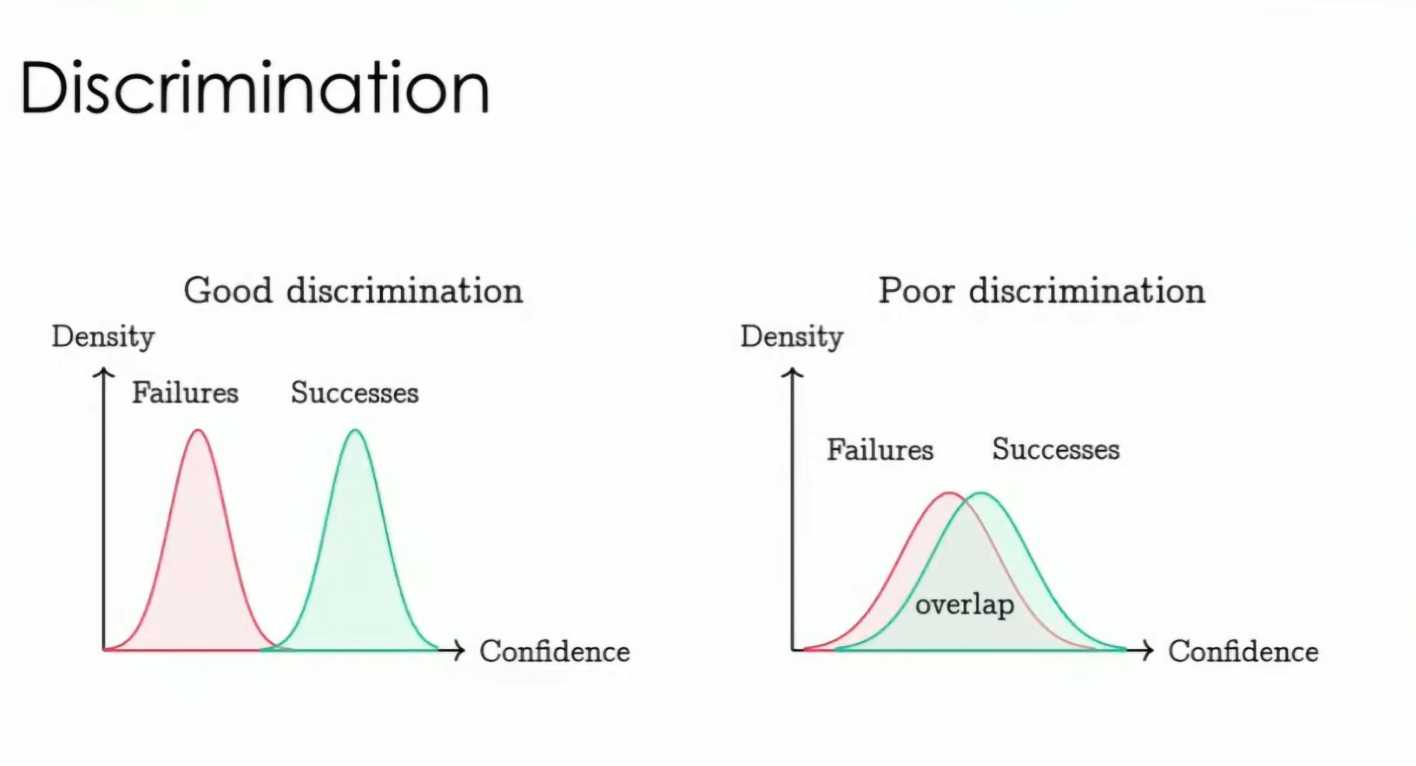 Discrimination
Good discrimination
Density
Failures
Successes
Confidence
Poor discrimination
Density
Failures
Successes
overlap
Confidence